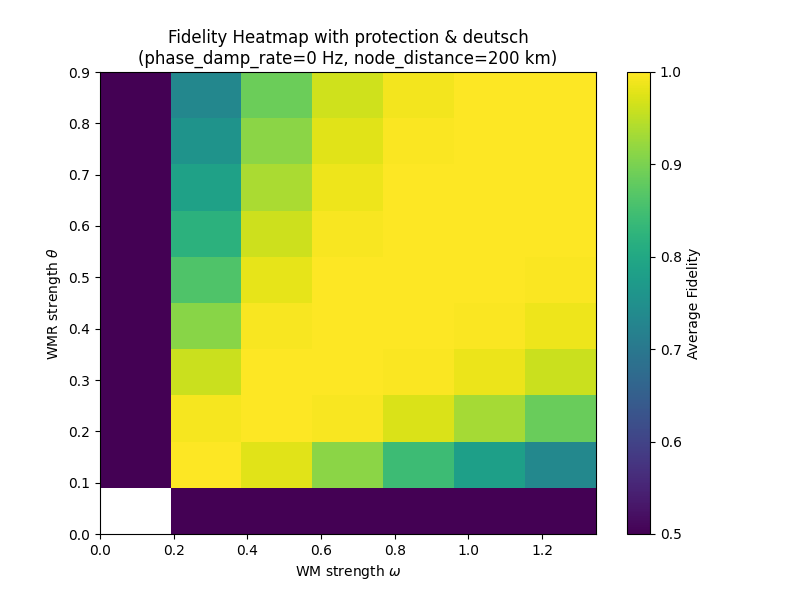 Fidelity Heatmap with protection & deutsch
(phase_damp_rate=0 Hz, node_distance=200 km)
0.9
0.8
0.7
0.6
0.5
0.4
0.3
0.2
0.1
0.0
WMR strength θ
0.0 0.2 0.4 0.6 0.8 1.0 1.2
WM strength ω
1.0
0.9
0.8
0.7
0.6
0.5
Average Fidelity